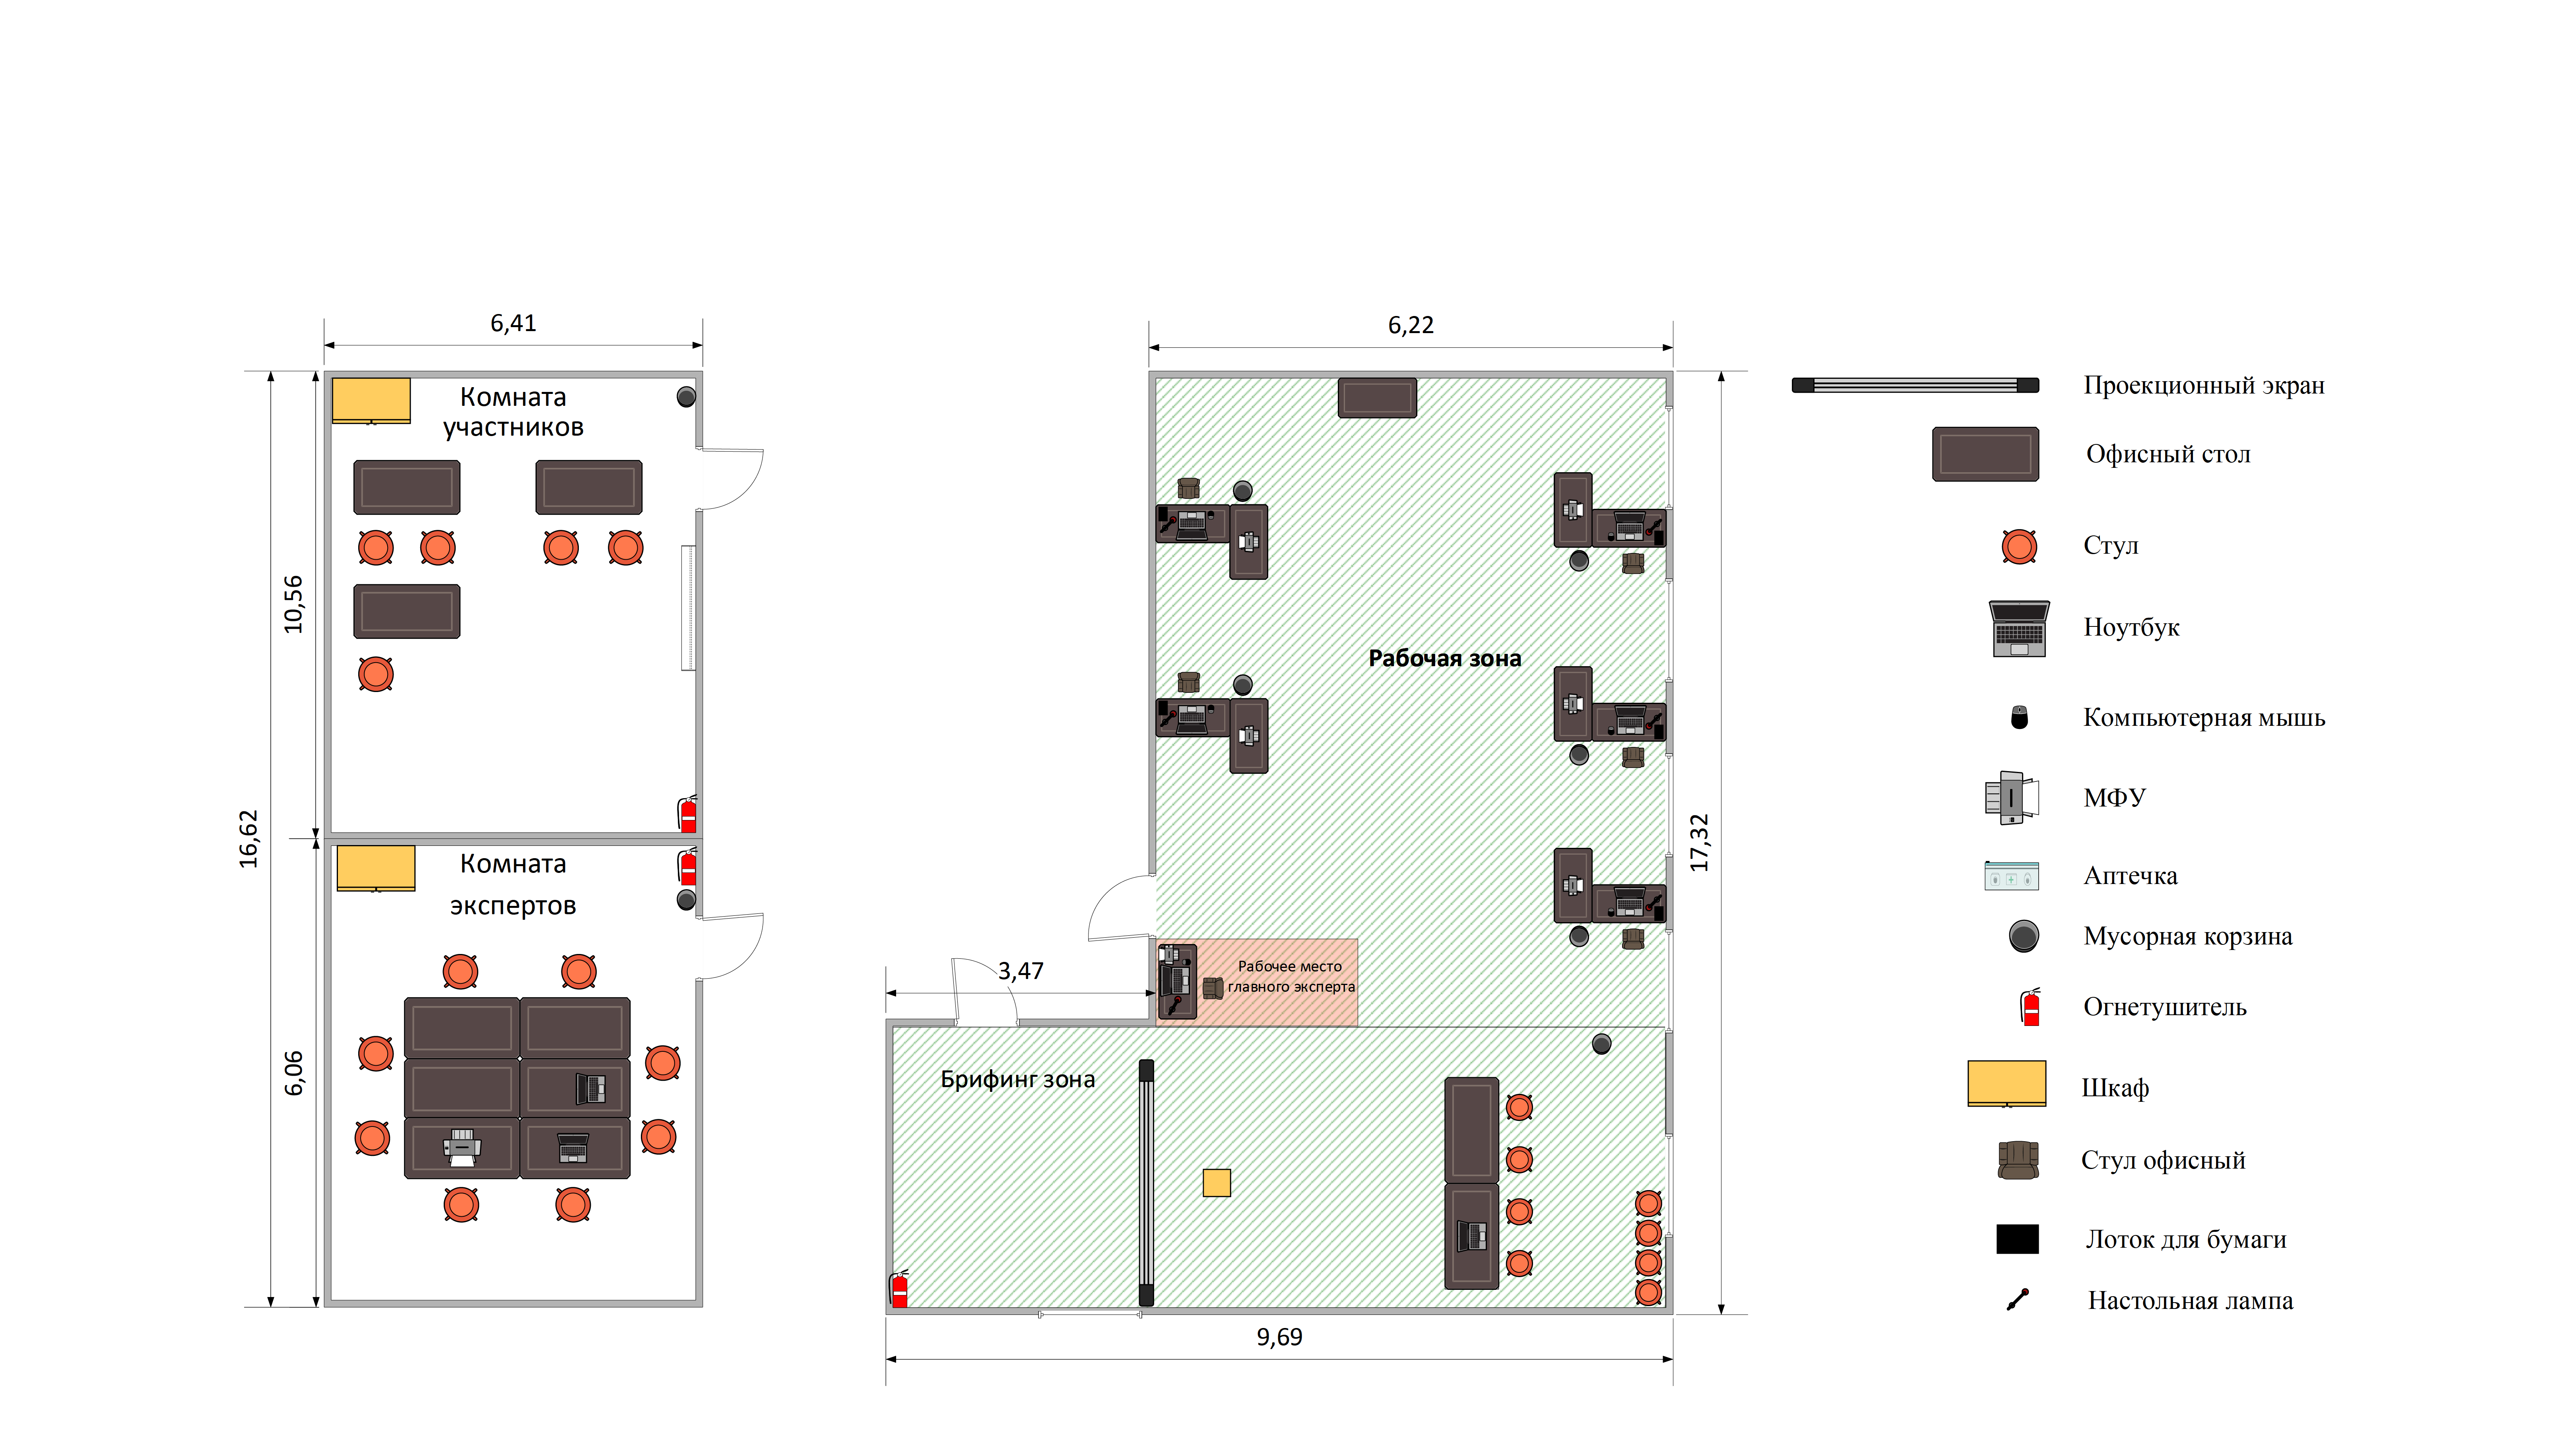 6,41
16,62
10,56
6,06
Комната
участников
Комната
экспертов
6,22
17,32
3,47
9,69
Рабочая зона
Рабочее место
главного эксперта
Брифинг зона
Проекционный экран
Офисный стол
Стул
Ноутбук
Компьютерная мышь
МФУ
Аптечка
Мусорная корзина
Огнетушитель
Шкаф
Стул офисный
Лоток для бумаги
Настольная лампа